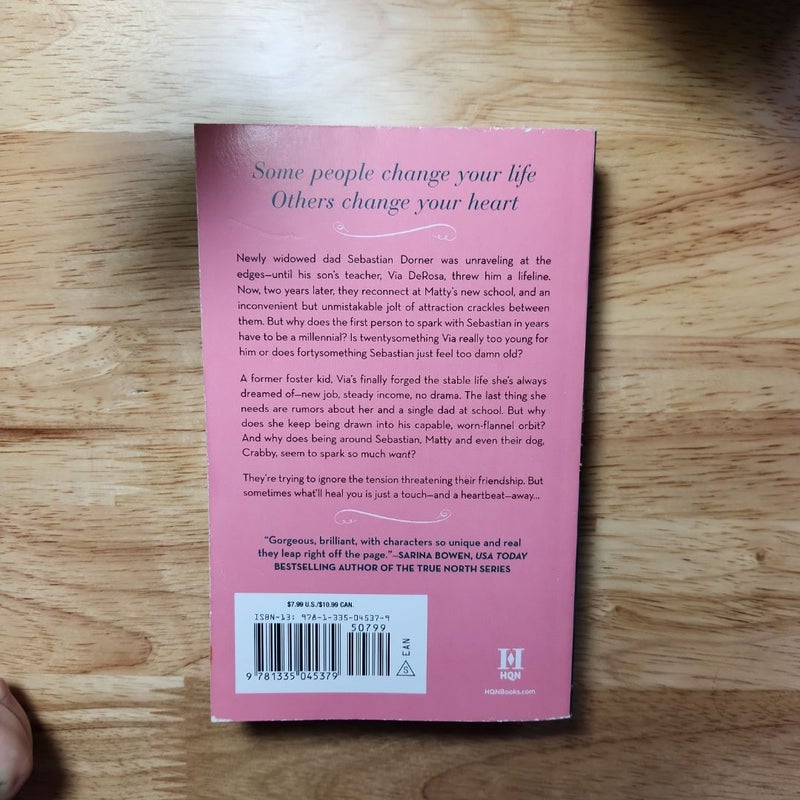 Some people change your life
Others change your heart
Newly widowed dad Sebastian Dorner was unraveling at the
edges—until his son's teacher, Via DeRosa, threw him a lifeline.
Now, two years later, they reconnect at Matty's new school, and an
inconvenient but unmistakable jolt of attraction crackles between
them. But why does the first person to spark with Sebastian in years
have to be a millennial? Is twentysomething Via really too young for
him or does fortysomething Sebastian just feel too damn old?
A former foster kid, Via's finally forged the stable life she's always
dreamed of—new job, steady income, no drama. The last thing she
needs are rumors about her and a single dad at school. But why
does she keep being drawn into his capable, worn-flannel orbit?
And why does being around Sebastian, Matty and even their dog,
Crabby, seem to spark so much want?
They're trying to ignore the tension threatening their friendship. But
sometimes what'll heal you is just a touch—and a heartbeat—away...
"Gorgeous, brilliant, with characters so unique and real
they leap right off the page."—SARINA BOWEN, USA TODAY
BESTSELLING AUTHOR OF THE TRUE NORTH SERIES
$7.99 U.S./$10.99 CAN.
ISBN-13: 978-1-335-04537-9
50799
9 781335 045379
S EAN
H
HQN
HQNBooks.com